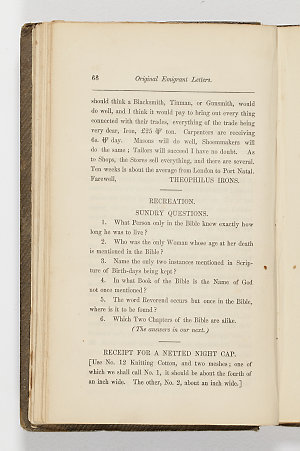 68 Original Emigrant Letters.
should think a Blacksmith, Tinman, or Gunsmith, would
do well, and I think it would pay to bring out every thing
connected with their trades, everything of the trade being
very dear, Iron, £25 ⅌ ton. Carpenters are receiving
6s. ⅌ day. Masons will do well, Shoemakers will
do the same; Tailors will succeed I have no doubt. As
to Shops, the Stores sell everything, and there are several.
Ten weeks is about the average from London to Port Natal.
Farewell, THEOPHILUS IRONS.
RECREATION.
SUNDRY QUESTIONS.
1. What Person only in the Bible knew exactly how
long he was to live?
2. Who was the only Woman whose age at her death
is mentioned in the Bible?
3. Name the only two instances mentioned in Scrip-
ture of Birth-days being kept?
4. In what Book of the Bible is the Name of God
not once mentioned?
5. The word Reverend occurs but once in the Bible,
where is it to be found?
6. Which Two Chapters of the Bible are alike.
(The answers in our next.)
RECEIPT FOR A NETTED NIGHT CAP.
[Use No. 12 Knitting Cotton, and two meshes; one of
which we shall call No. 1, it should be about the fourth of
an inch wide. The other, No. 2, about an inch wide.]